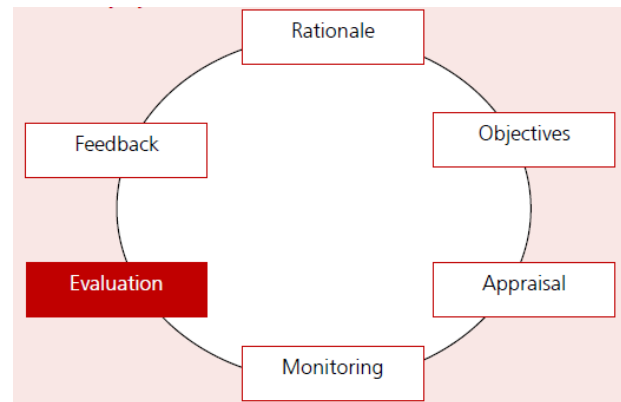 Rationale
Objectives
Appraisal
Monitoring
Evaluation
Feedback